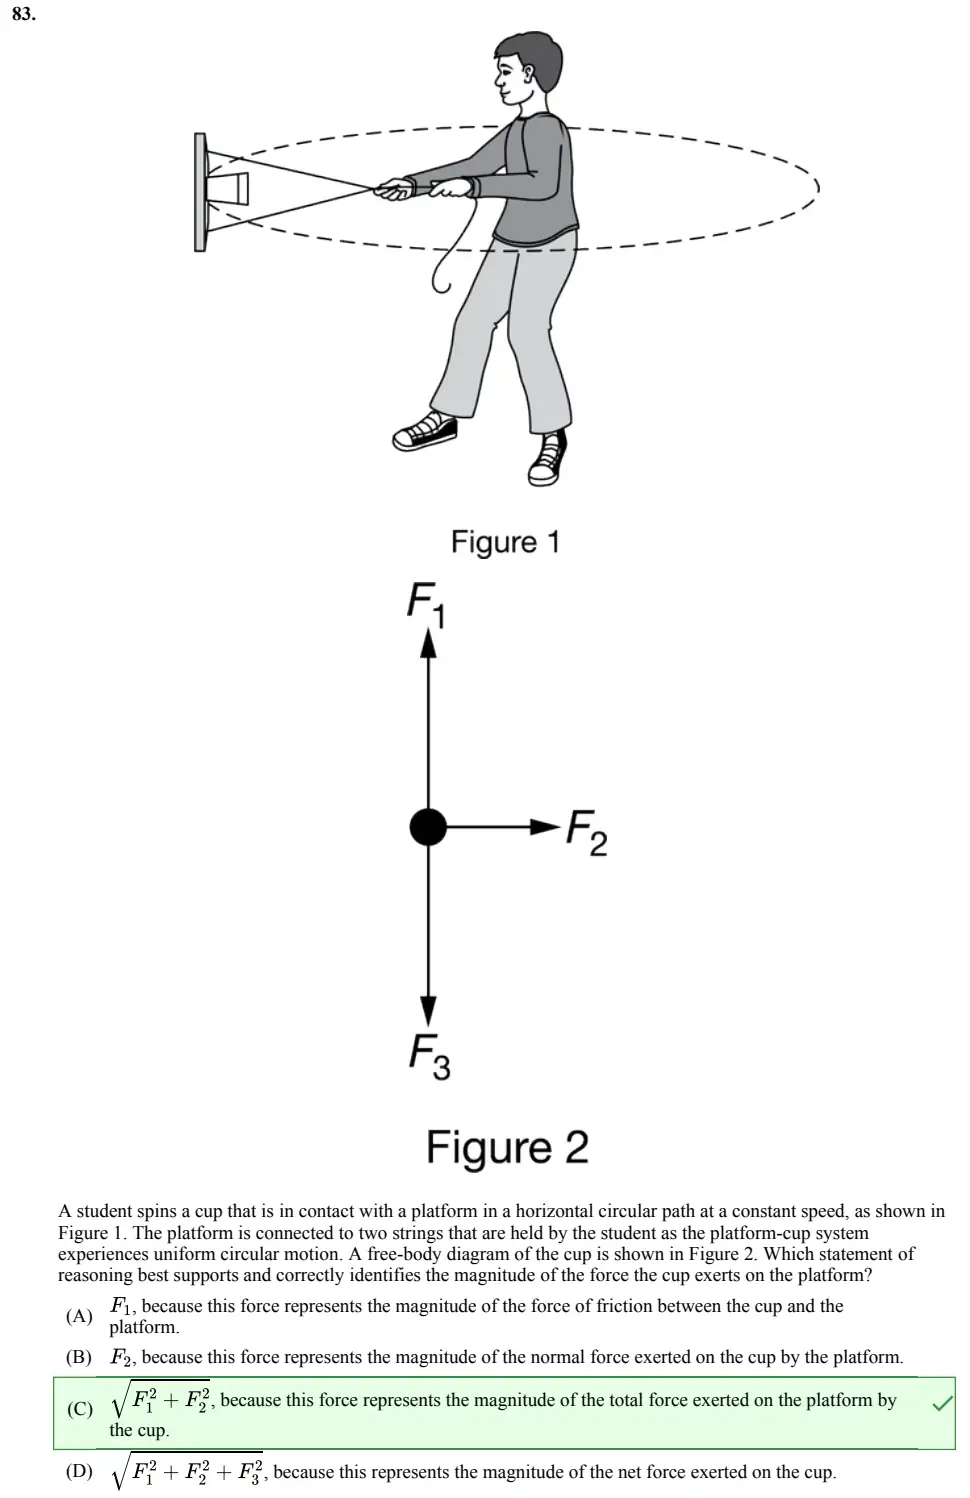 83.
Figure 1
F₁
F₂
F₃
Figure 2
A student spins a cup that is in contact with a platform in a horizontal circular path at a constant speed, as shown in
Figure 1. The platform is connected to two strings that are held by the student as the platform-cup system
experiences uniform circular motion. A free-body diagram of the cup is shown in Figure 2. Which statement of
reasoning best supports and correctly identifies the magnitude of the force the cup exerts on the platform?
(A) F₁, because this force represents the magnitude of the force of friction between the cup and the
platform.
(B) F₂, because this force represents the magnitude of the normal force exerted on the cup by the platform.
(C) √(F₁² + F₂²), because this force represents the magnitude of the total force exerted on the platform by
the cup.
(D) √(F₁² + F₂² + F₃²), because this represents the magnitude of the net force exerted on the cup.